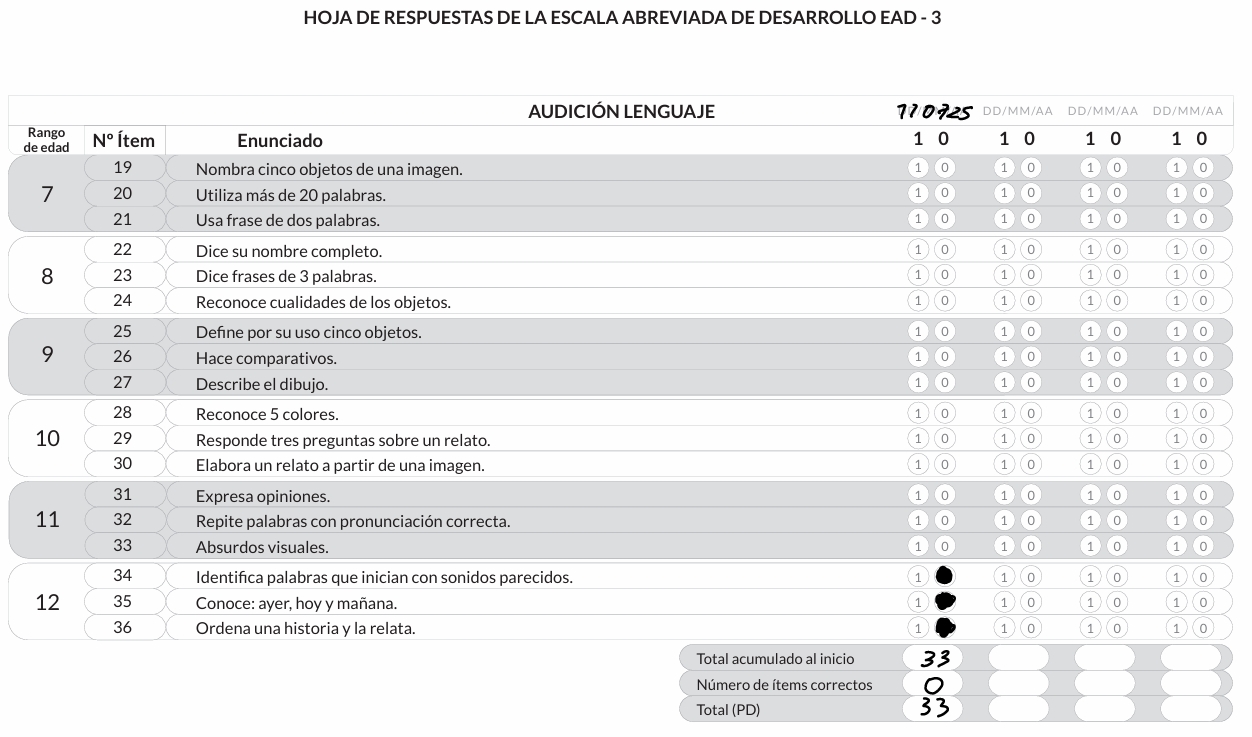 HOJA DE RESPUESTAS DE LA ESCALA ABREVIADA DE DESARROLLO EAD - 3
AUDICIÓN LENGUAJE 110725 DD/MM/AA DD/MM/AA DD/MM/AA
Rango de edad Nº Ítem Enunciado 1 0 1 0 1 0 1 0
7
19 Nombra cinco objetos de una imagen. 1 0 1 0 1 0 1 0
20 Utiliza más de 20 palabras. 1 0 1 0 1 0 1 0
21 Usa frase de dos palabras. 1 0 1 0 1 0 1 0
8
22 Dice su nombre completo. 1 0 1 0 1 0 1 0
23 Dice frases de 3 palabras. 1 0 1 0 1 0 1 0
24 Reconoce cualidades de los objetos. 1 0 1 0 1 0 1 0
9
25 Define por su uso cinco objetos. 1 0 1 0 1 0 1 0
26 Hace comparativos. 1 0 1 0 1 0 1 0
27 Describe el dibujo. 1 0 1 0 1 0 1 0
10
28 Reconoce 5 colores. 1 0 1 0 1 0 1 0
29 Responde tres preguntas sobre un relato. 1 0 1 0 1 0 1 0
30 Elabora un relato a partir de una imagen. 1 0 1 0 1 0 1 0
11
31 Expresa opiniones. 1 0 1 0 1 0 1 0
32 Repite palabras con pronunciación correcta. 1 0 1 0 1 0 1 0
33 Absurdos visuales. 1 0 1 0 1 0 1 0
12
34 Identifica palabras que inician con sonidos parecidos. 1 1 0 1 0 1 0
35 Conoce: ayer, hoy y mañana. 1 1 0 1 0 1 0
36 Ordena una historia y la relata. 1 1 0 1 0 1 0
Total acumulado al inicio 33
Número de ítems correctos 0
Total (PD) 33